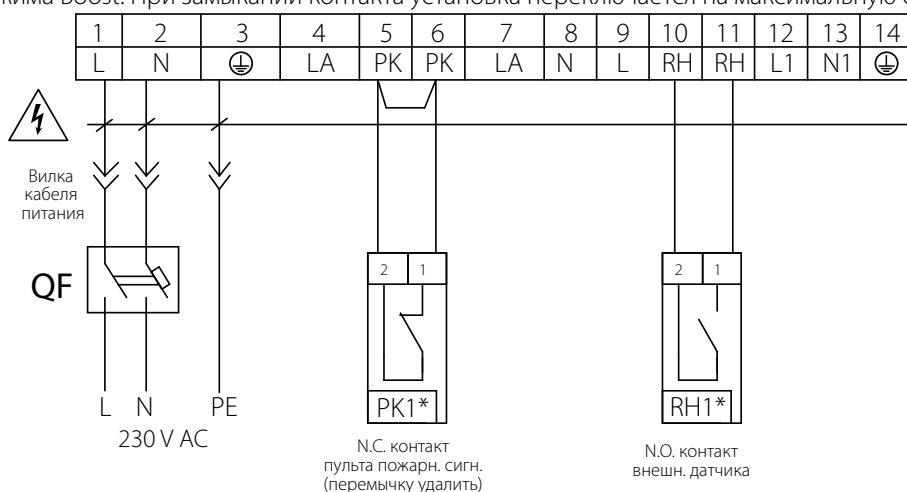 жима Boost. При замыкании контакта установка переключается на максимальную
1 2 3 4 5 6 7 8 9 10 11 12 13 14
L N LA PK PK LA N L RH RH L1 N1
Вилка
кабеля
питания
QF
2 1
2 1
PK1*
RH1*
L N PE
230 V AC
N.C. контакт
пульта пожарн. сигн.
(перемычку удалить)
N.O. контакт
внешн. датчика